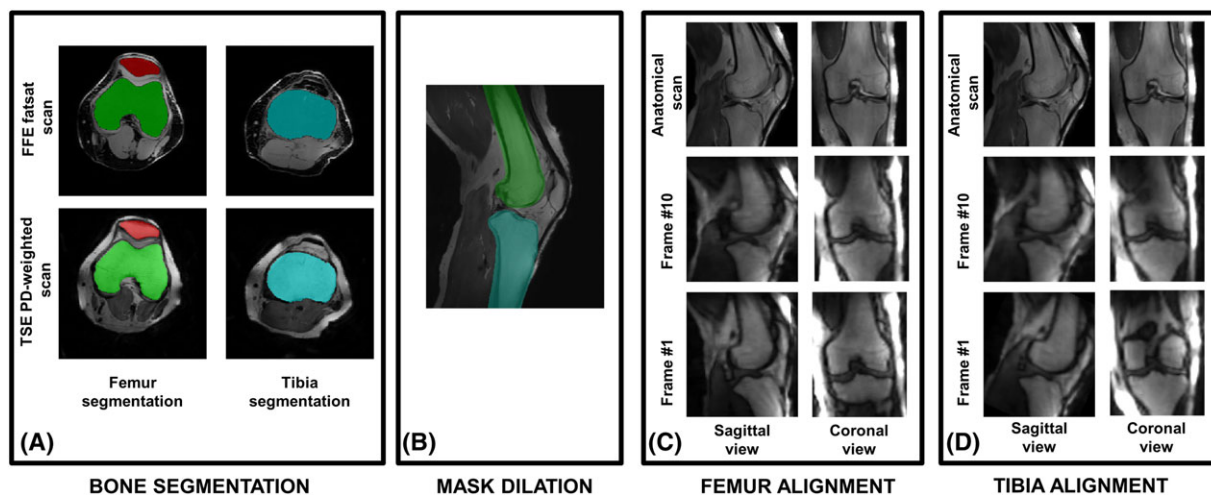 FFE fatsat
scan
TSE PD-weighted
scan
Femur
segmentation
Tibia
segmentation
(A)
BONE SEGMENTATION
(B)
MASK DILATION
Anatomical
scan
Frame #10
Frame #1
Sagittal
view
Coronal
view
(C)
FEMUR ALIGNMENT
Anatomical
scan
Frame #10
Frame #1
Sagittal
view
Coronal
view
(D)
TIBIA ALIGNMENT